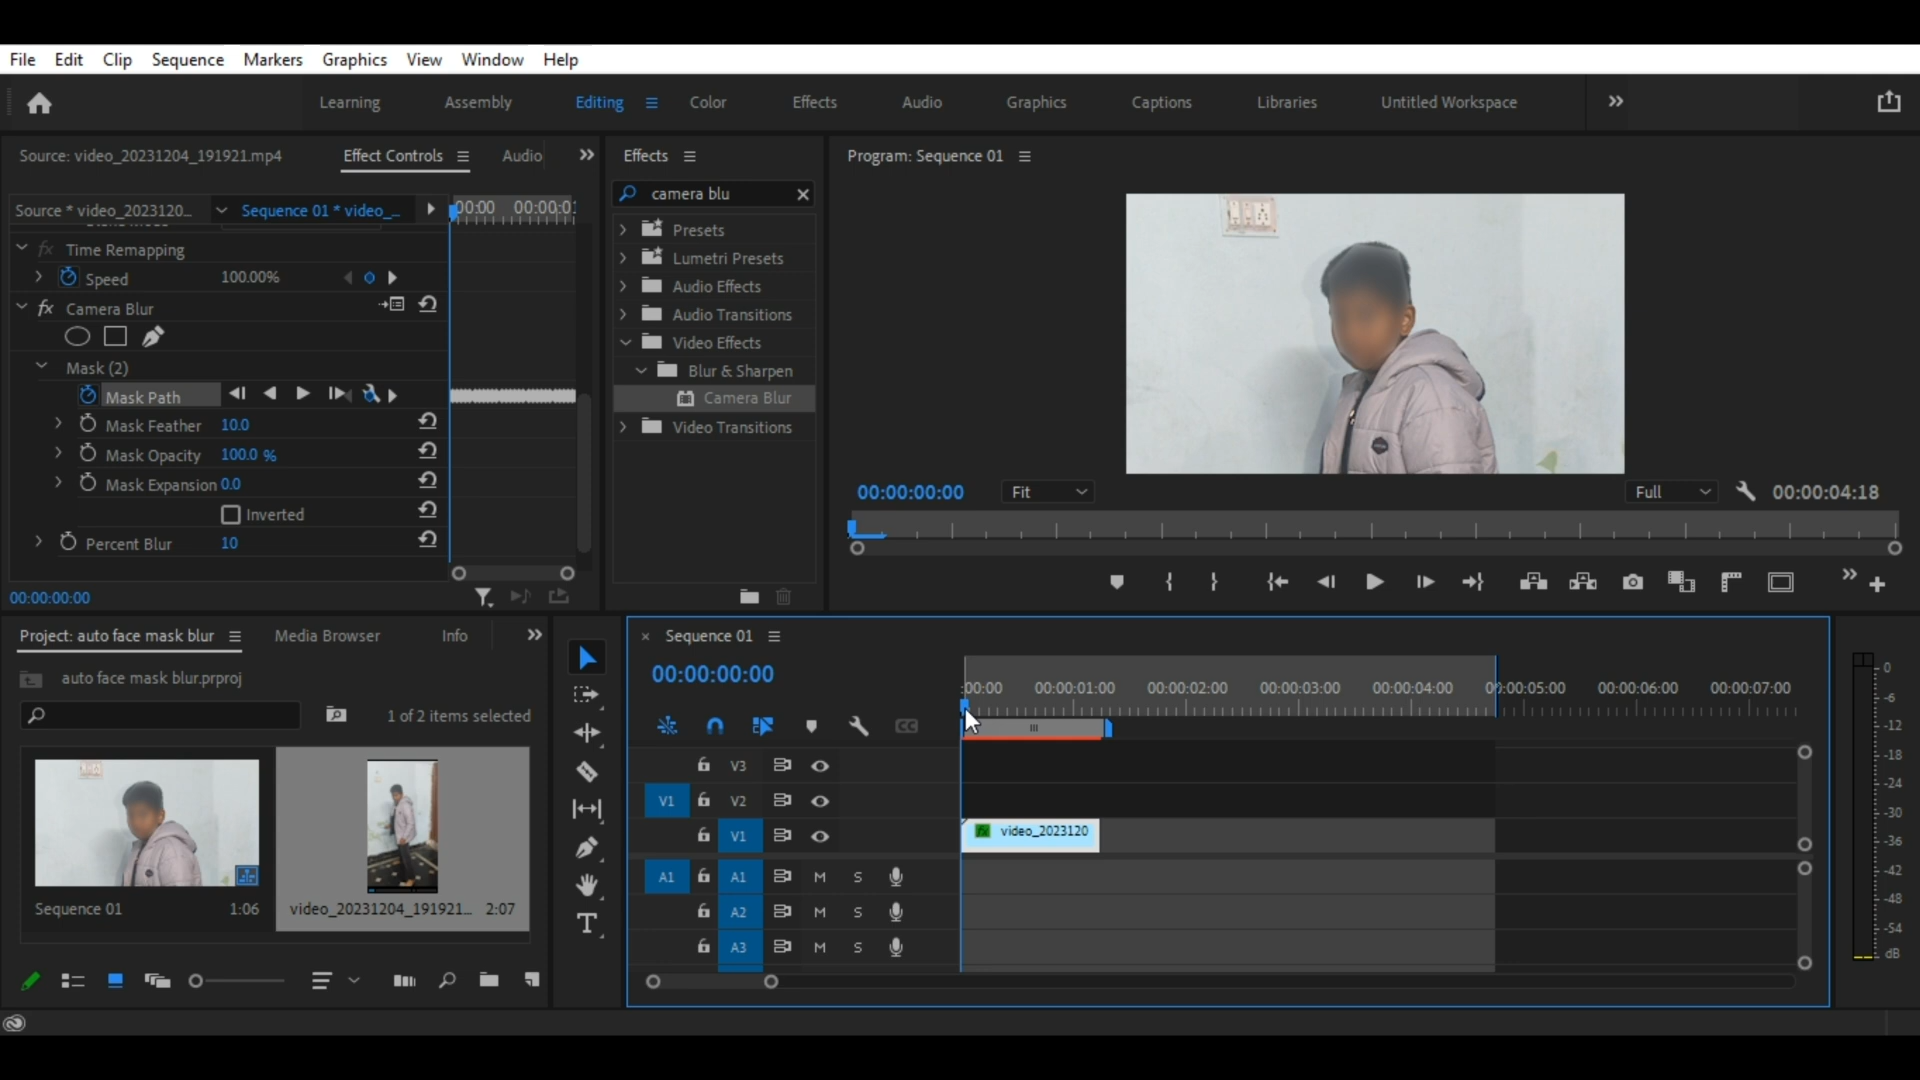 File Edit Clip Sequence Markers Graphics View Window Help
Learning Assembly Editing Color Effects Audio Graphics Captions Libraries Untitled Workspace
Source: video_20231204_191921.mp4 Effect Controls Audio
Source * video_2023120... Sequence 01 * video_...
00:00 00:00:01
Time Remapping
Speed 100.00%
fx Camera Blur
Mask (2)
Mask Path
Mask Feather 10.0
Mask Opacity 100.0 %
Mask Expansion 0.0
Inverted
Percent Blur 10
00:00:00:00
Effects
camera blu
Presets
Lumetri Presets
Audio Effects
Audio Transitions
Video Effects
Blur & Sharpen
Camera Blur
Video Transitions
Program: Sequence 01
00:00:00:00 Fit Full 00:00:04:18
Project: auto face mask blur Media Browser Info
auto face mask blur.prproj
1 of 2 items selected
Sequence 01 1:06
video_20231204_191921... 2:07
Sequence 01
00:00:00:00
:00:00 00:00:01:00 00:00:02:00 00:00:03:00 00:00:04:00 00:00:05:00 00:00:06:00 00:00:07:00
V3
V1 V2
V1 fx video_2023120
A1 A1 M S
A2 M S
A3 M S
0
-6
-12
-18
-24
-30
-36
-42
-48
-54
dB